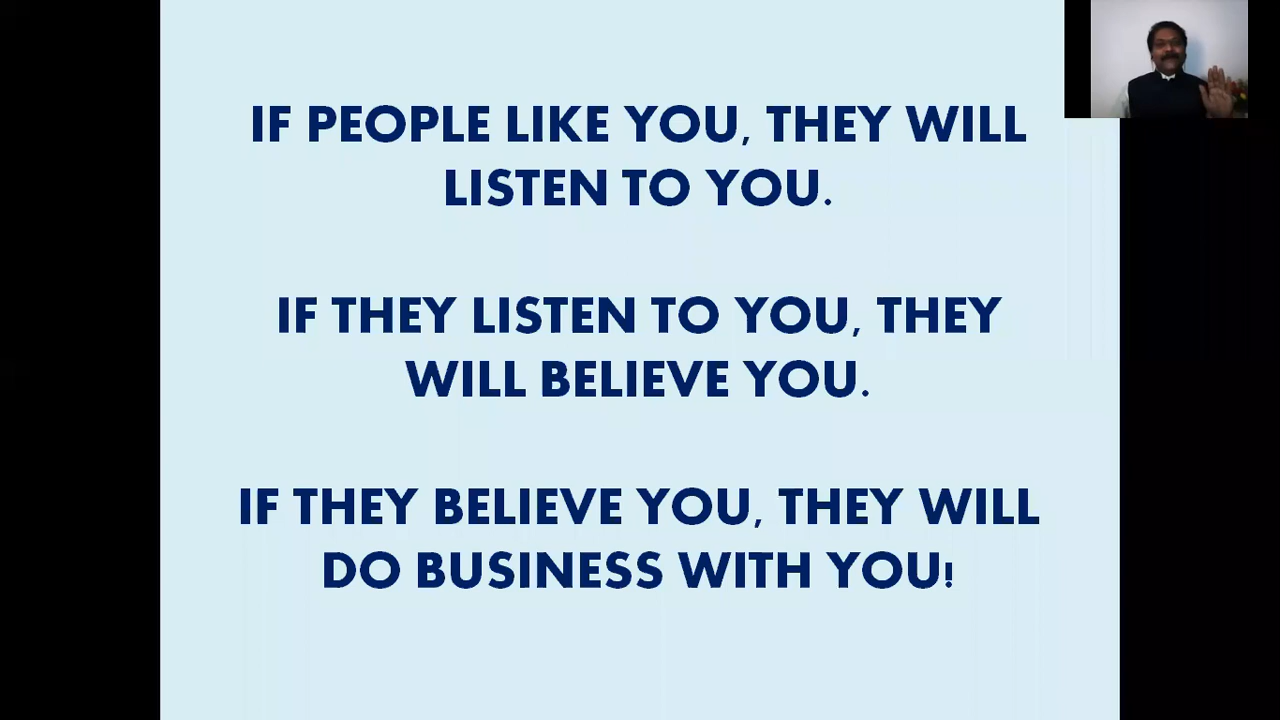 IF PEOPLE LIKE YOU, THEY WILL
LISTEN TO YOU.
IF THEY LISTEN TO YOU, THEY
WILL BELIEVE YOU.
IF THEY BELIEVE YOU, THEY WILL
DO BUSINESS WITH YOU!